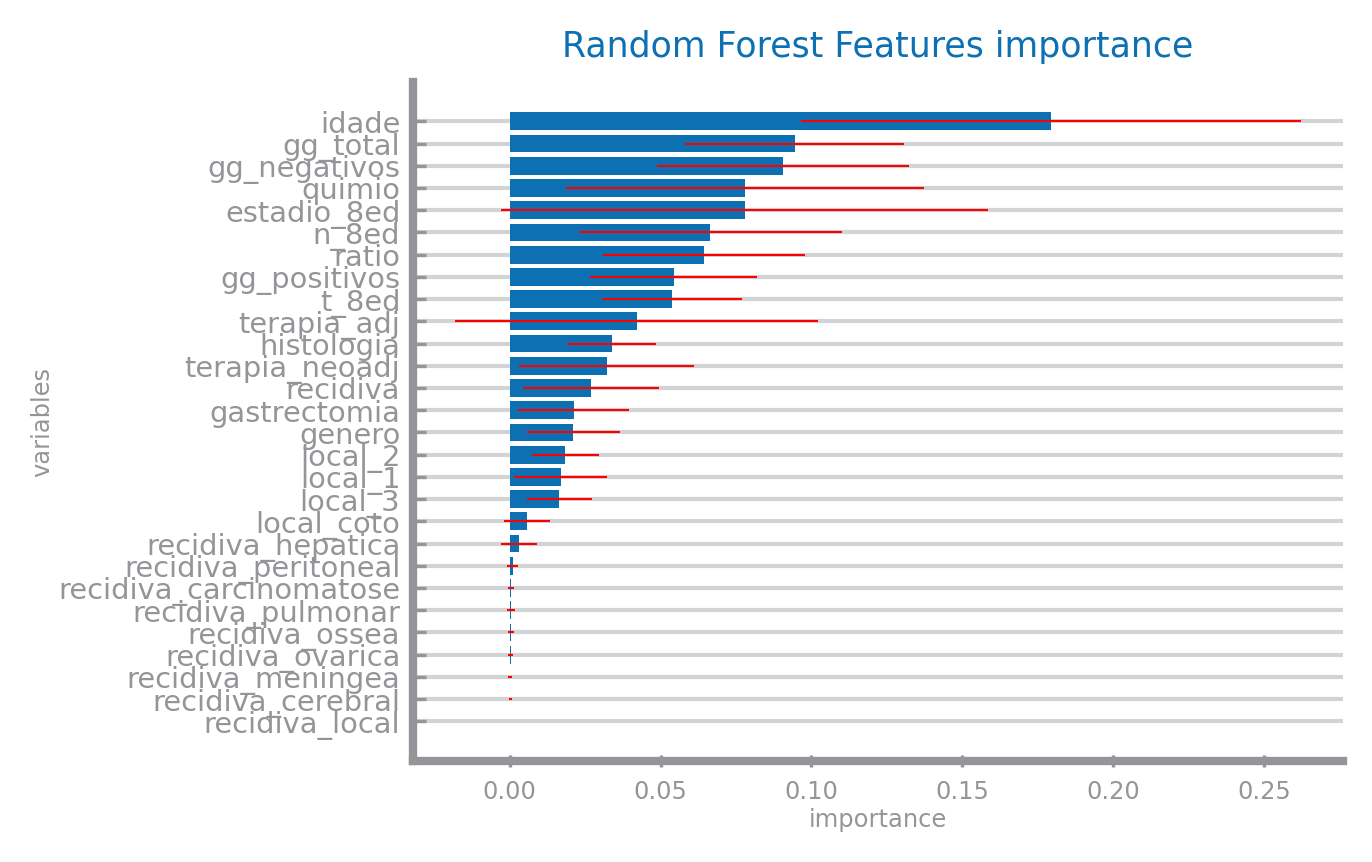 Random Forest Features importance
idade
gg_total
gg_negativos
quimio
estadio_8ed
n_8ed
ratio
gg_positivos
t_8ed
terapia_adj
histologia
terapia_neoadj
recidiva
gastrectomia
genero
local_2
local_1
local_3
local_coto
recidiva_hepatica
recidiva_peritoneal
recidiva_carcinomatose
recidiva_pulmonar
recidiva_ossea
recidiva_ovarica
recidiva_meningea
recidiva_cerebral
recidiva_local
variables
0.00 0.05 0.10 0.15 0.20 0.25
importance